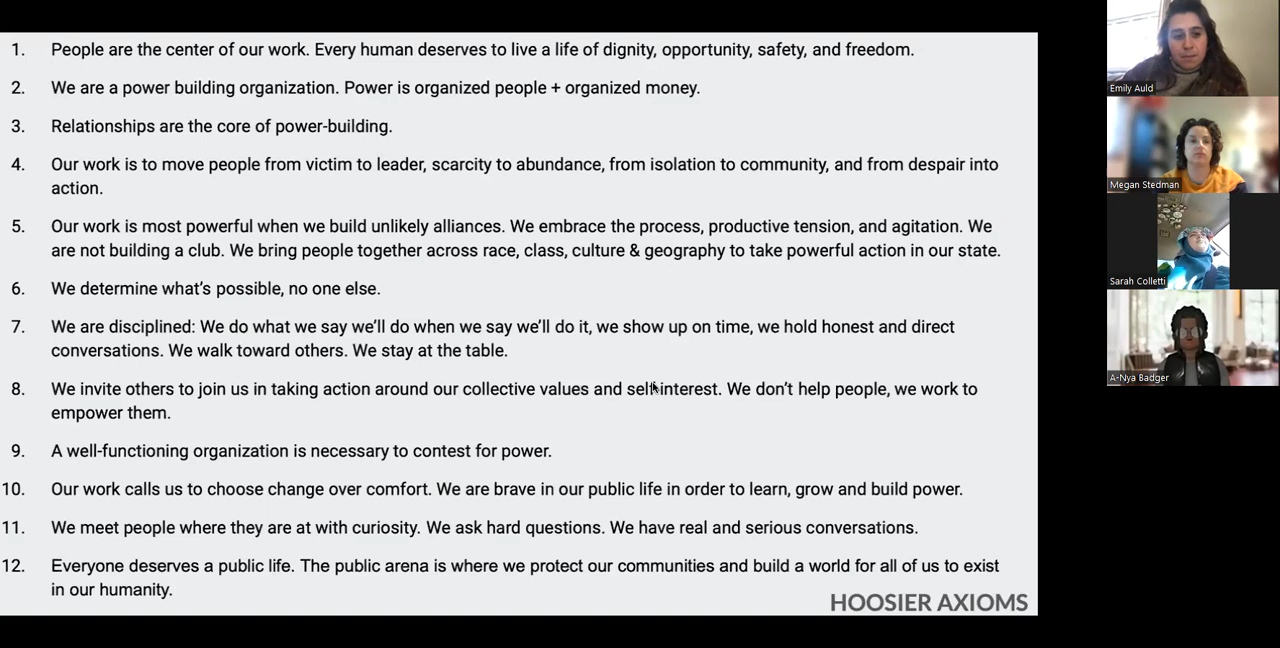 1. People are the center of our work. Every human deserves to live a life of dignity, opportunity, safety, and freedom.
2. We are a power building organization. Power is organized people + organized money.
3. Relationships are the core of power-building.
4. Our work is to move people from victim to leader, scarcity to abundance, from isolation to community, and from despair into
action.
5. Our work is most powerful when we build unlikely alliances. We embrace the process, productive tension, and agitation. We
are not building a club. We bring people together across race, class, culture & geography to take powerful action in our state.
6. We determine what’s possible, no one else.
7. We are disciplined: We do what we say we’ll do when we say we’ll do it, we show up on time, we hold honest and direct
conversations. We walk toward others. We stay at the table.
8. We invite others to join us in taking action around our collective values and self-interest. We don’t help people, we work to
empower them.
9. A well-functioning organization is necessary to contest for power.
10. Our work calls us to choose change over comfort. We are brave in our public life in order to learn, grow and build power.
11. We meet people where they are at with curiosity. We ask hard questions. We have real and serious conversations.
12. Everyone deserves a public life. The public arena is where we protect our communities and build a world for all of us to exist
in our humanity.
HOOSIER AXIOMS
Emily Auld
Megan Stedman
Sarah Colletti
A-Nya Badger